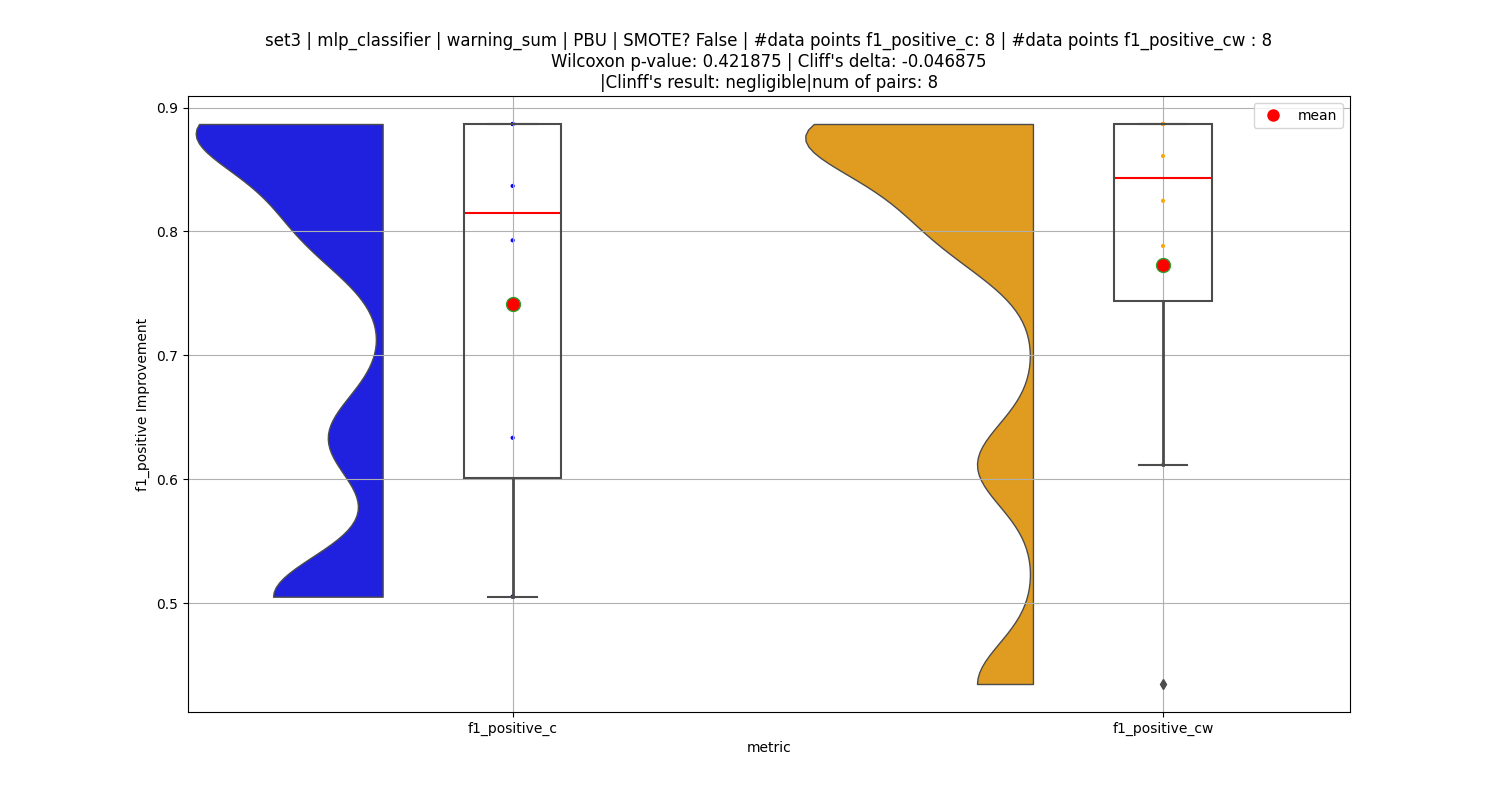 set3 | mlp_classifier | warning_sum | PBU | SMOTE? False | #data points f1_positive_c: 8 | #data points f1_positive_cw : 8
Wilcoxon p-value: 0.421875 | Cliff's delta: -0.046875
|Clinff's result: negligible|num of pairs: 8
mean
0.9
0.8
0.7
0.6
0.5
f1_positive Improvement
f1_positive_c
f1_positive_cw
metric